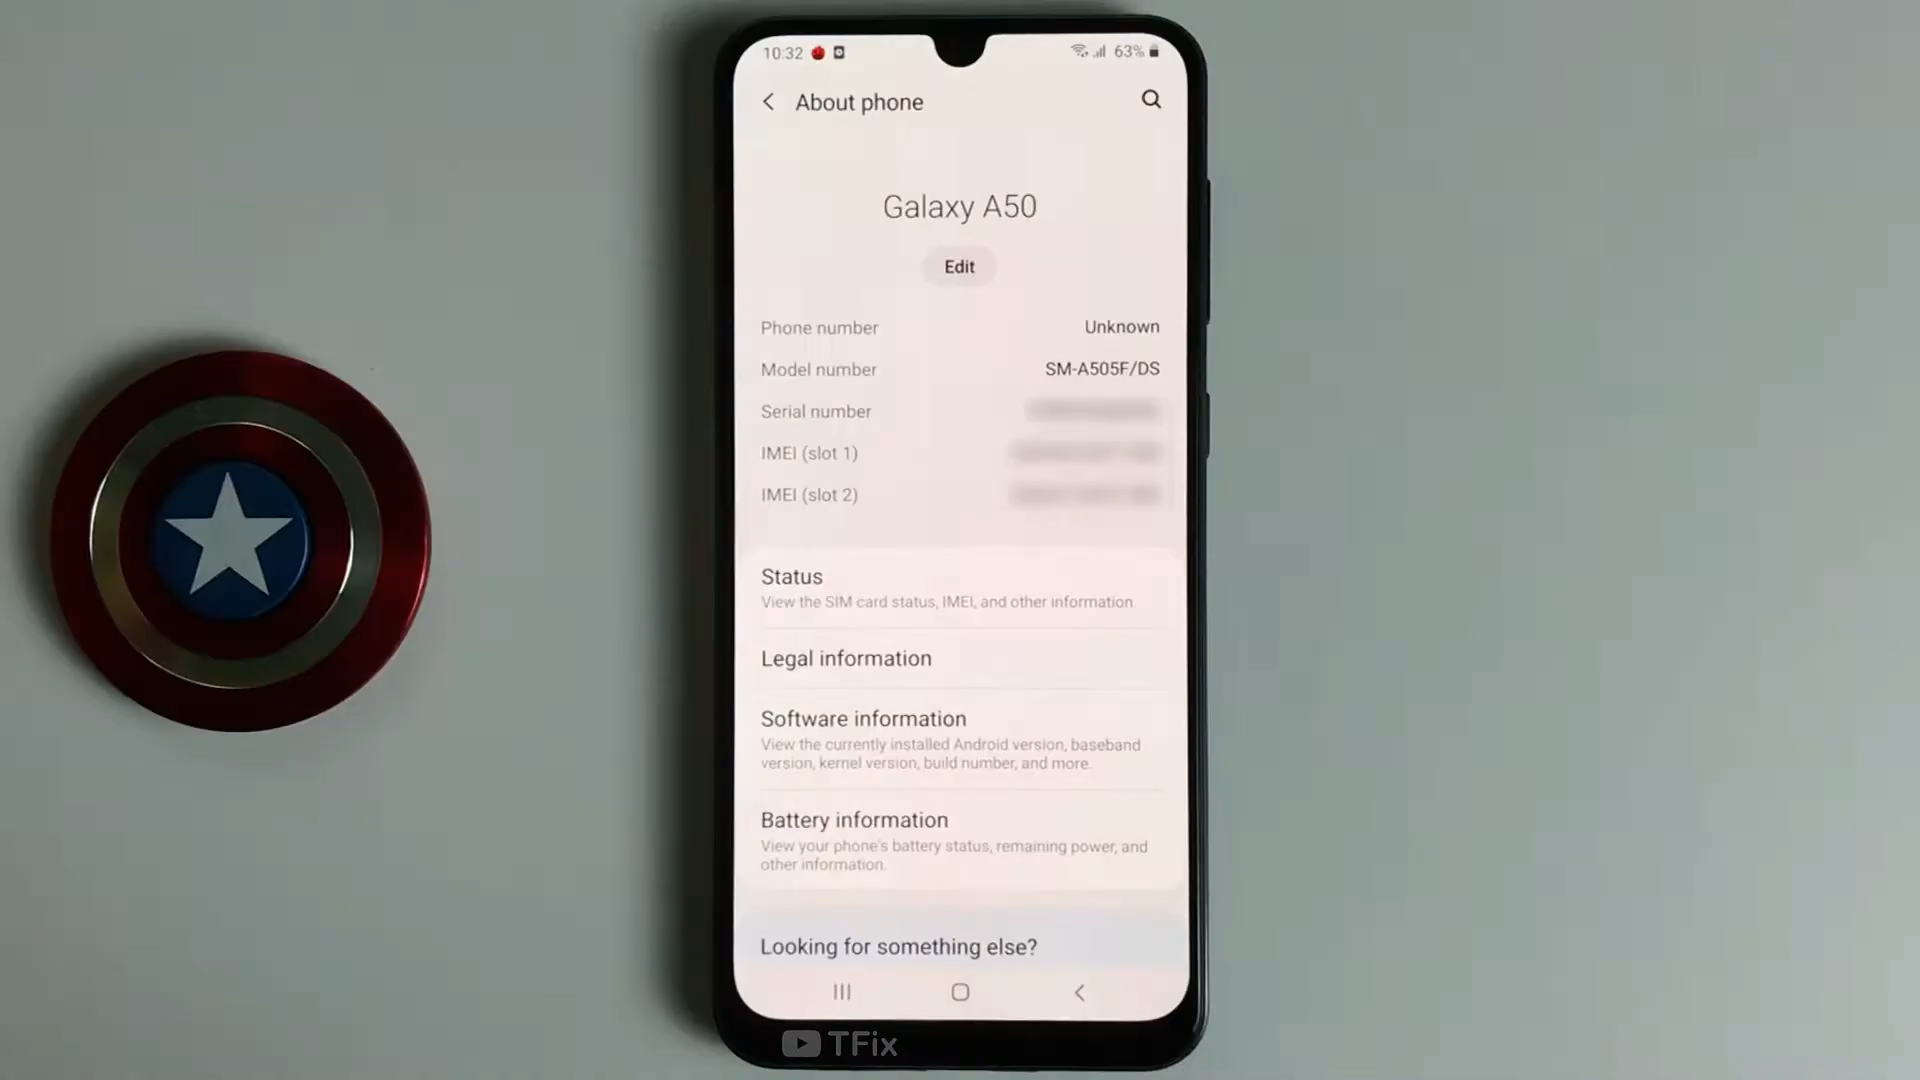 10:32
63%
About phone
Galaxy A50
Edit
Phone number Unknown
Model number SM-A505F/DS
Serial number
IMEI (slot 1)
IMEI (slot 2)
Status
View the SIM card status, IMEI, and other information.
Legal information
Software information
View the currently installed Android version, baseband
version, kernel version, build number, and more.
Battery information
View your phone's battery status, remaining power, and
other information.
Looking for something else?
TFix